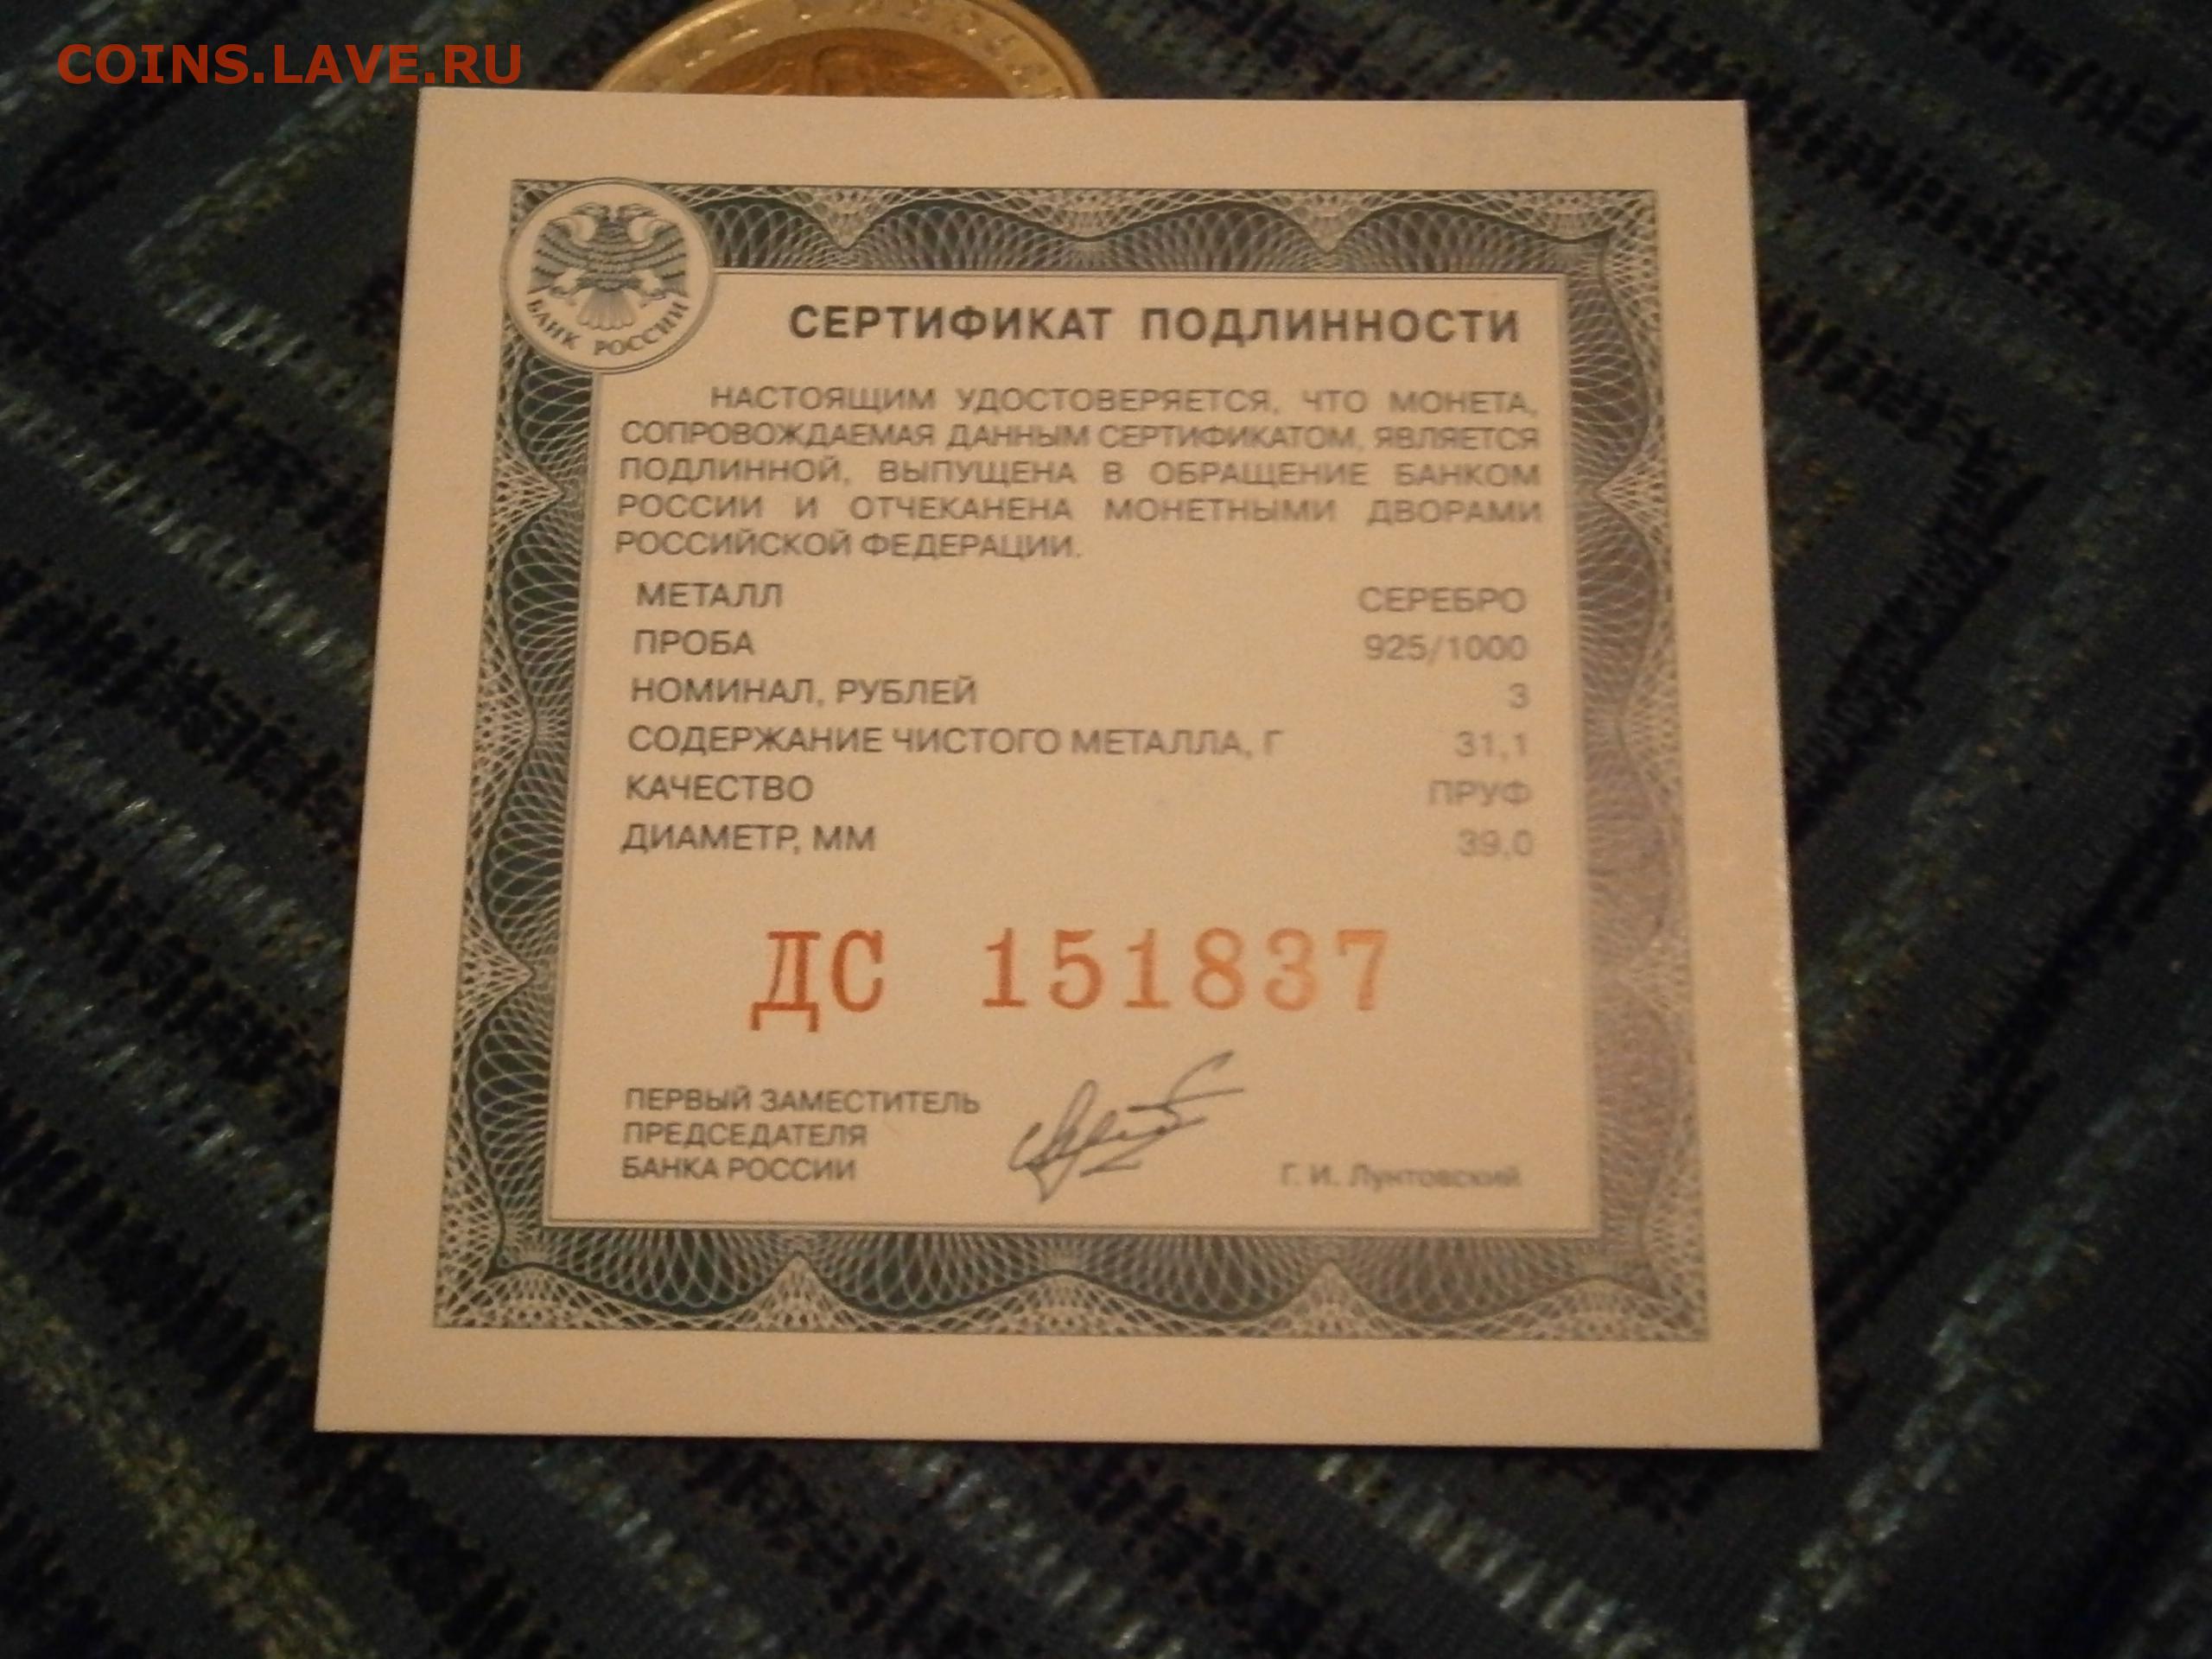 COINS.LAVE.RU
БАНК РОССИИ
СЕРТИФИКАТ ПОДЛИННОСТИ
НАСТОЯЩИМ УДОСТОВЕРЯЕТСЯ, ЧТО МОНЕТА,
СОПРОВОЖДАЕМАЯ ДАННЫМ СЕРТИФИКАТОМ, ЯВЛЯЕТСЯ
ПОДЛИННОЙ, ВЫПУЩЕНА В ОБРАЩЕНИЕ БАНКОМ
РОССИИ И ОТЧЕКАНЕНА МОНЕТНЫМИ ДВОРАМИ
РОССИЙСКОЙ ФЕДЕРАЦИИ.
МЕТАЛЛ СЕРЕБРО
ПРОБА 925/1000
НОМИНАЛ, РУБЛЕЙ 3
СОДЕРЖАНИЕ ЧИСТОГО МЕТАЛЛА, Г 31,1
КАЧЕСТВО ПРУФ
ДИАМЕТР, ММ 39,0
ДС 151837
ПЕРВЫЙ ЗАМЕСТИТЕЛЬ
ПРЕДСЕДАТЕЛЯ
БАНКА РОССИИ Г. И. Лунтовский